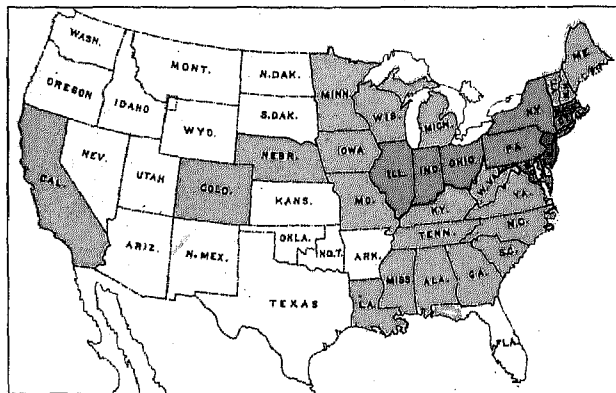 WASH.
MONT.
N.DAK.
MINN.
ME.
OREGON
IDAHO
S.DAK.
WIS.
MICH.
N.Y.
WYO.
IOWA
PA.
NEBR.
NEV.
UTAH
COLO.
ILL.
IND.
OHIO
CAL.
KANS.
MO.
W.VA.
VA.
KY.
N.C.
TENN.
ARIZ.
N.MEX.
OKLA.
IND.T.
ARK.
S.C.
MISS
ALA.
GA.
TEXAS
LA.
FLA.